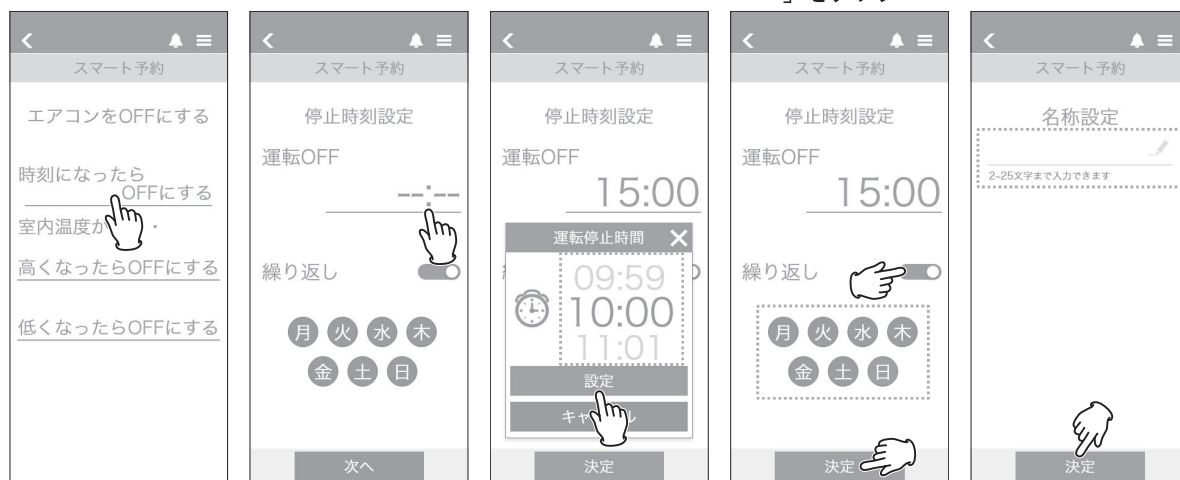 」をタップ
スマート予約
エアコンをOFFにする
時刻になったら
OFFにする
室内温度が
高くなったらOFFにする
低くなったらOFFにする
スマート予約
停止時刻設定
運転OFF
--:--
繰り返し
月 火 水 木
金 土 日
次へ
スマート予約
停止時刻設定
運転OFF
15:00
運転停止時間
09:59
10:00
11:01
設定
決定
スマート予約
停止時刻設定
運転OFF
15:00
繰り返し
月 火 水 木
金 土 日
決定
スマート予約
名称設定
2~25文字まで入力できます
決定